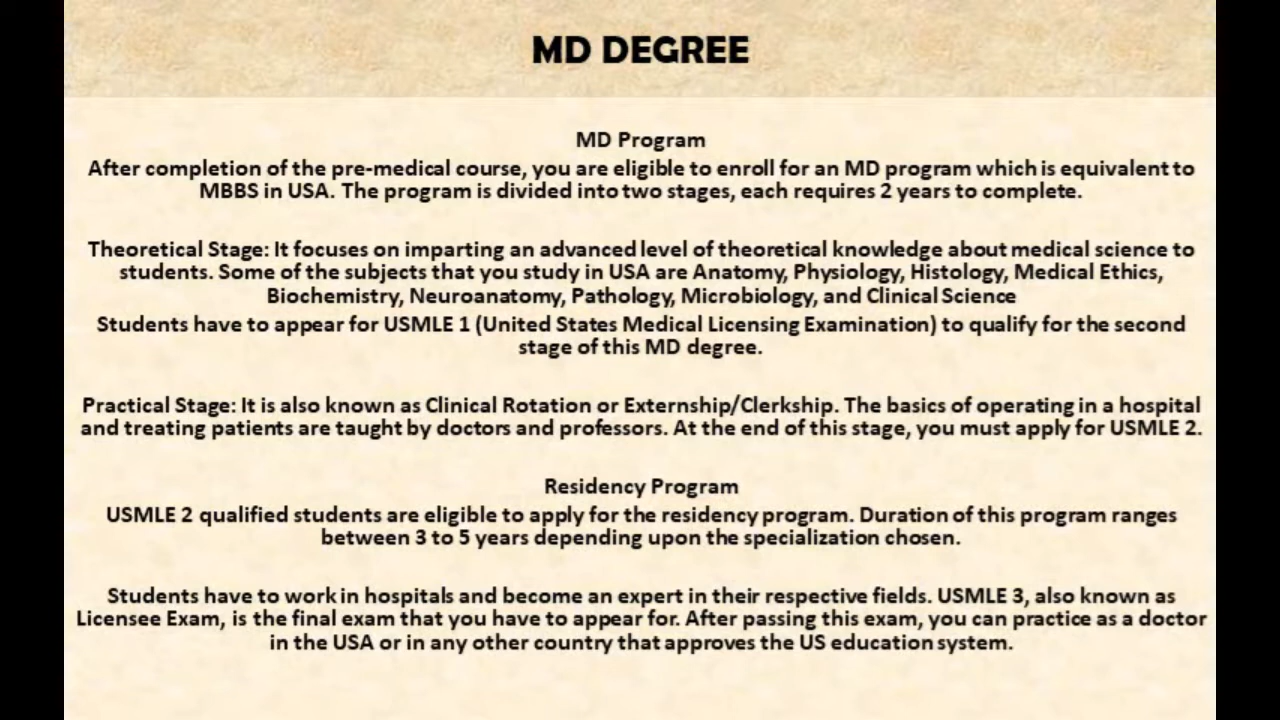 MD DEGREE
MD Program
After completion of the pre-medical course, you are eligible to enroll for an MD program which is equivalent to
MBBS in USA. The program is divided into two stages, each requires 2 years to complete.
Theoretical Stage: It focuses on imparting an advanced level of theoretical knowledge about medical science to
students. Some of the subjects that you study in USA are Anatomy, Physiology, Histology, Medical Ethics,
Biochemistry, Neuroanatomy, Pathology, Microbiology, and Clinical Science
Students have to appear for USMLE 1 (United States Medical Licensing Examination) to qualify for the second
stage of this MD degree.
Practical Stage: It is also known as Clinical Rotation or Externship/Clerkship. The basics of operating in a hospital
and treating patients are taught by doctors and professors. At the end of this stage, you must apply for USMLE 2.
Residency Program
USMLE 2 qualified students are eligible to apply for the residency program. Duration of this program ranges
between 3 to 5 years depending upon the specialization chosen.
Students have to work in hospitals and become an expert in their respective fields. USMLE 3, also known as
Licensee Exam, is the final exam that you have to appear for. After passing this exam, you can practice as a doctor
in the USA or in any other country that approves the US education system.